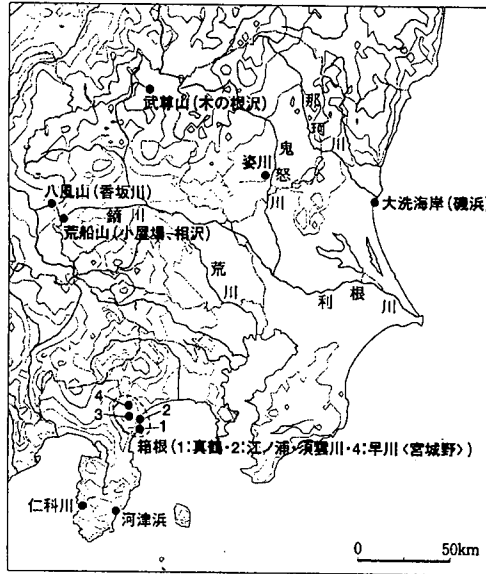 武尊山(木の根沢)
那
珂
川
鬼
怒
川
姿川
八風山(香坂川)
大洗海岸(磯浜)
鏑川
荒船山(小屋場・相沢)
荒
川
利根川
4
3
2
1
箱根(1:真鶴・2:江ノ浦・須雲川・4:早川〈宮城野〉)
仁科川
河津浜
0 50km